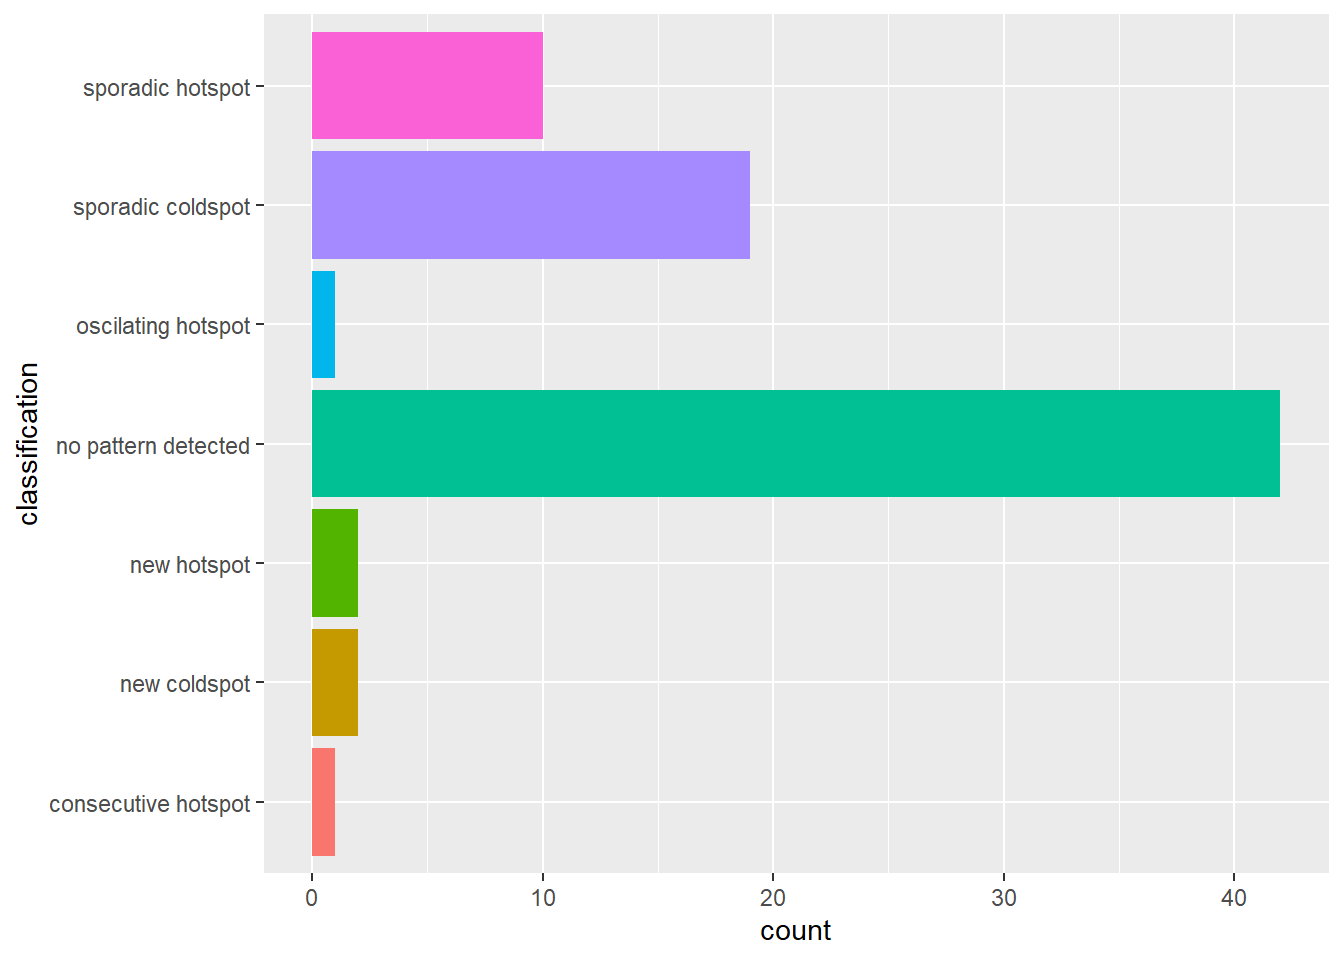 sporadic hotspot
sporadic coldspot
oscilating hotspot
no pattern detected
new hotspot
new coldspot
consecutive hotspot
classification
0 10 20 30 40
count